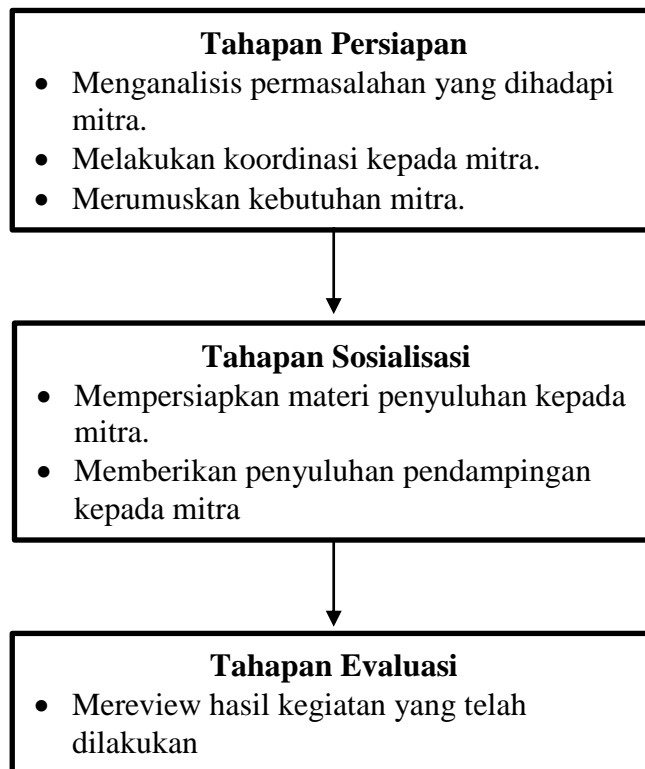 Tahapan Persiapan
• Menganalisis permasalahan yang dihadapi
mitra.
• Melakukan koordinasi kepada mitra.
• Merumuskan kebutuhan mitra.
Tahapan Sosialisasi
• Mempersiapkan materi penyuluhan kepada
mitra.
• Memberikan penyuluhan pendampingan
kepada mitra
Tahapan Evaluasi
• Mereview hasil kegiatan yang telah
dilakukan